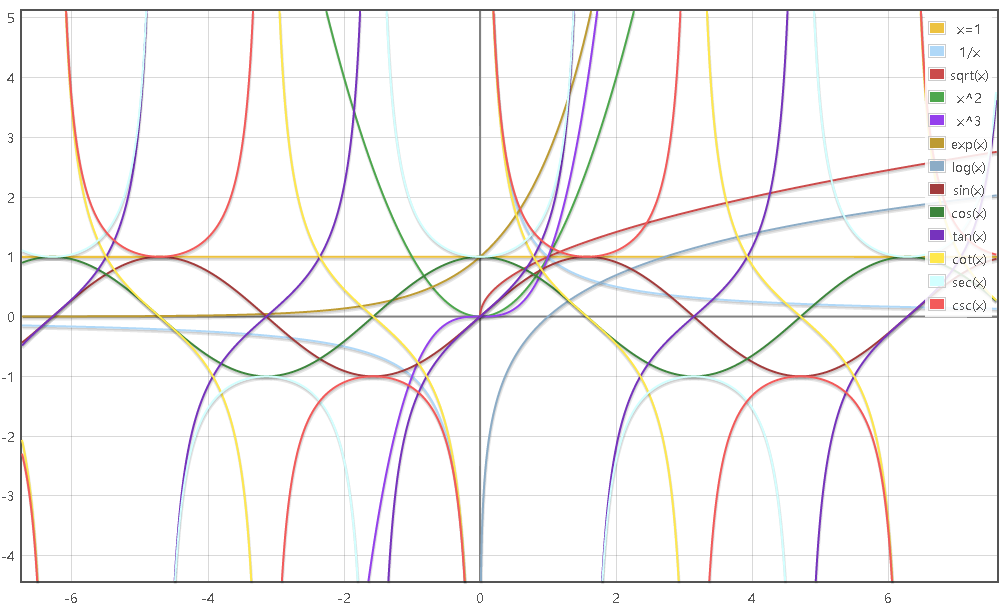 5
4
3
2
1
0
-1
-2
-3
-4
-6
-4
-2
0
2
4
6
x=1
1/x
sqrt(x)
x^2
x^3
exp(x)
log(x)
sin(x)
cos(x)
tan(x)
cot(x)
sec(x)
csc(x)